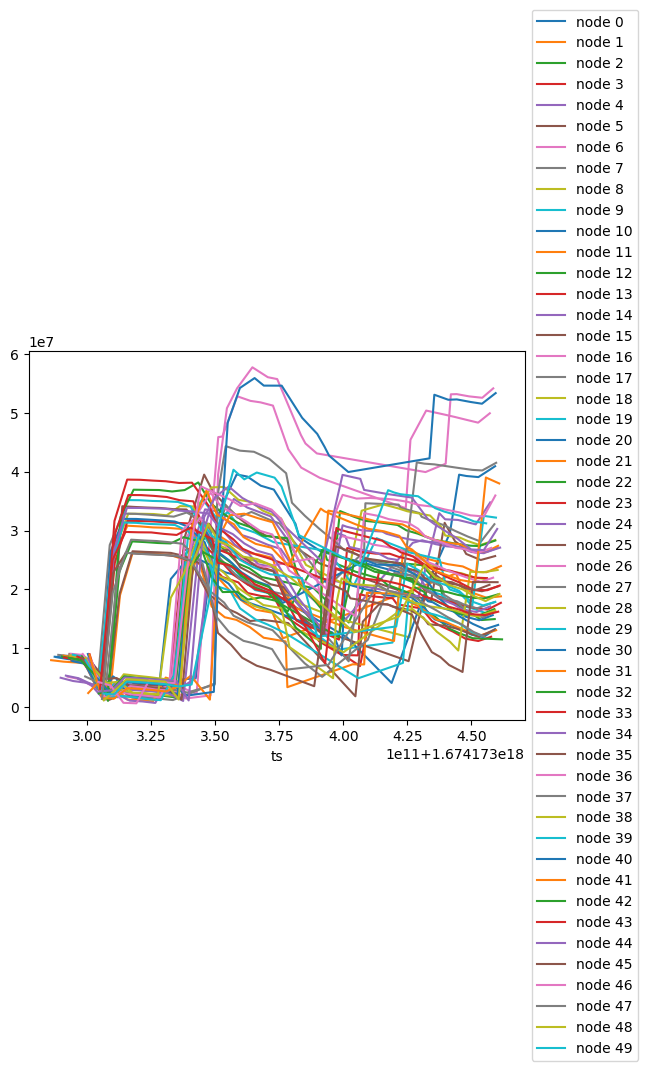 1e7
6
5
4
3
2
1
0
3.00 3.25 3.50 3.75 4.00 4.25 4.50
1e11+1.674173e18
ts
node 0
node 1
node 2
node 3
node 4
node 5
node 6
node 7
node 8
node 9
node 10
node 11
node 12
node 13
node 14
node 15
node 16
node 17
node 18
node 19
node 20
node 21
node 22
node 23
node 24
node 25
node 26
node 27
node 28
node 29
node 30
node 31
node 32
node 33
node 34
node 35
node 36
node 37
node 38
node 39
node 40
node 41
node 42
node 43
node 44
node 45
node 46
node 47
node 48
node 49